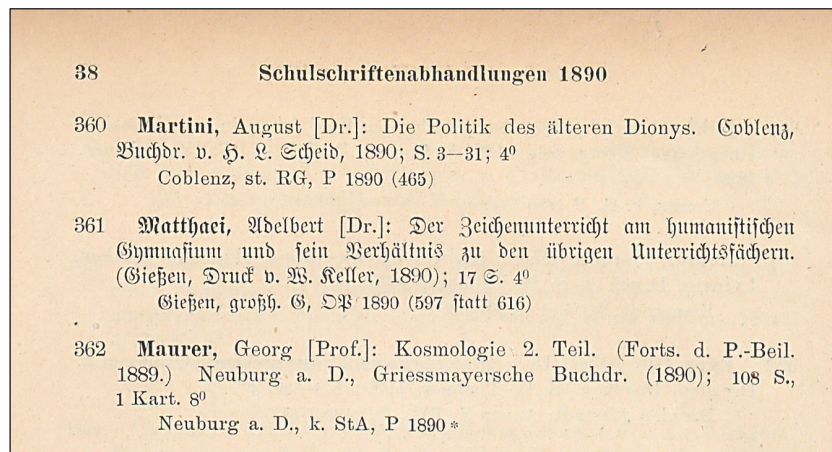 38 Schulschriftenabhandlungen 1890
360 Martini, August [Dr.]: Die Politik des älteren Dionys. Coblenz,
Buchdr. v. H. L. Scheid, 1890; S. 3—31; 4⁰
Coblenz, st. RG, P 1890 (465)
361 Matthaei, Adelbert [Dr.]: Der Zeichenunterricht am humanistischen
Gymnasium und sein Verhältnis zu den übrigen Unterrichtsfächern.
(Gießen, Druck v. W. Keller, 1890); 17 S. 4⁰
Gießen, großh. G, OP 1890 (597 statt 616)
362 Maurer, Georg [Prof.]: Kosmologie 2. Teil. (Forts. d. P.-Beil.
1889.) Neuburg a. D., Griessmayersche Buchdr. (1890); 108 S.,
1 Kart. 8⁰
Neuburg a. D., k. StA, P 1890 *